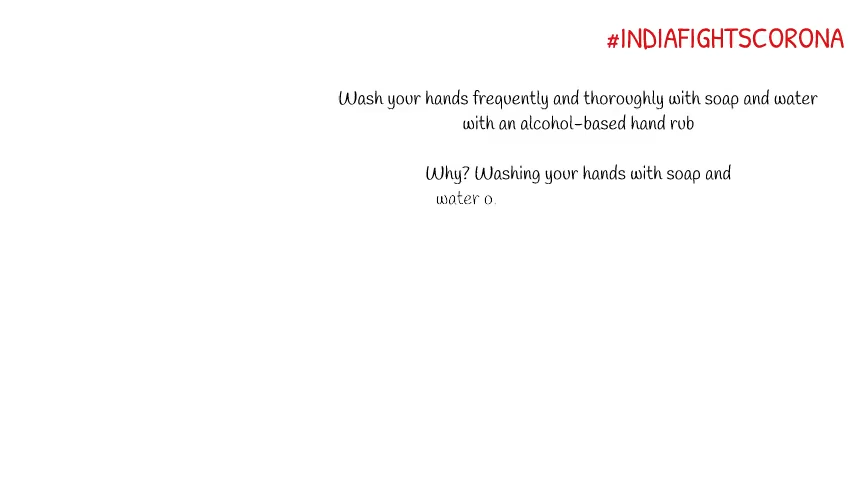 #INDIAFIGHTSCORONA
Wash your hands frequently and thoroughly with soap and water
with an alcohol-based hand rub
Why? Washing your hands with soap and
water o